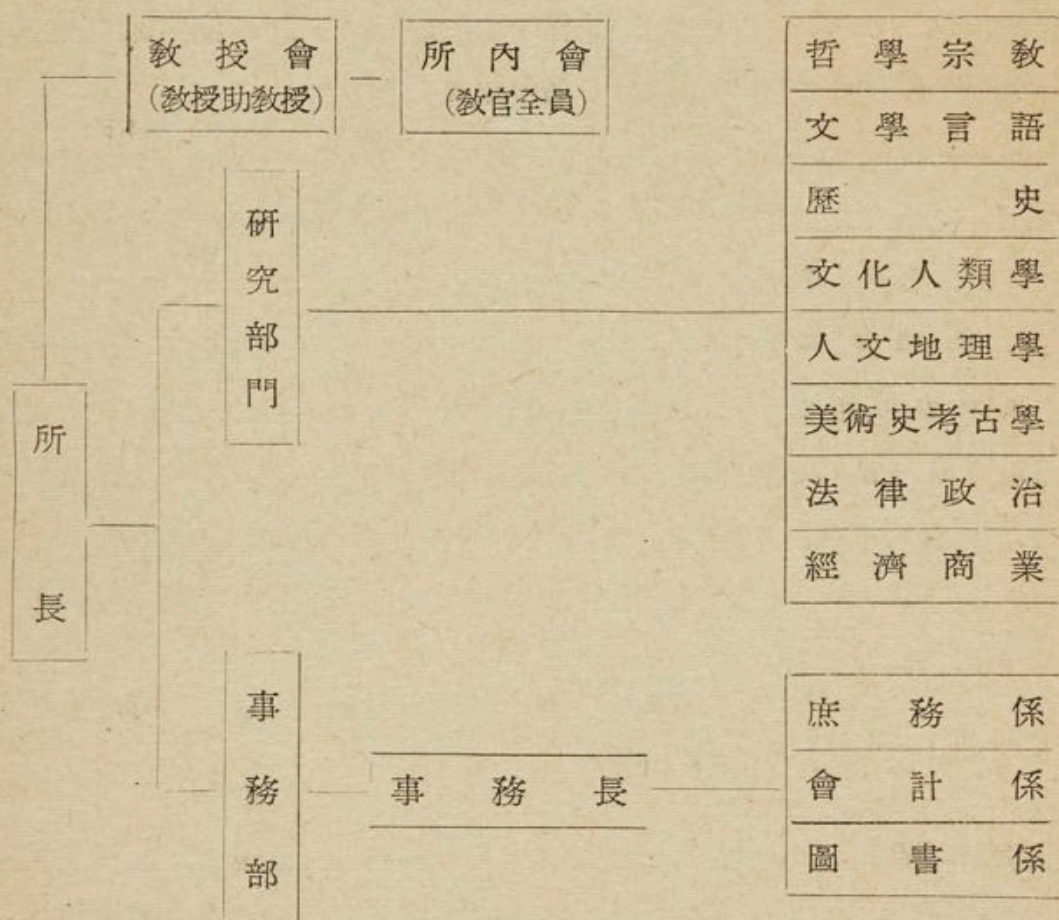 教授會
(教授助教授)
所內會
(教官全員)
研究部門
所長
事務部
事務長
哲學宗教
文學言語
歷史
文化人類學
人文地理學
美術史考古學
法律政治
經濟商業
庶務係
會計係
圖書係